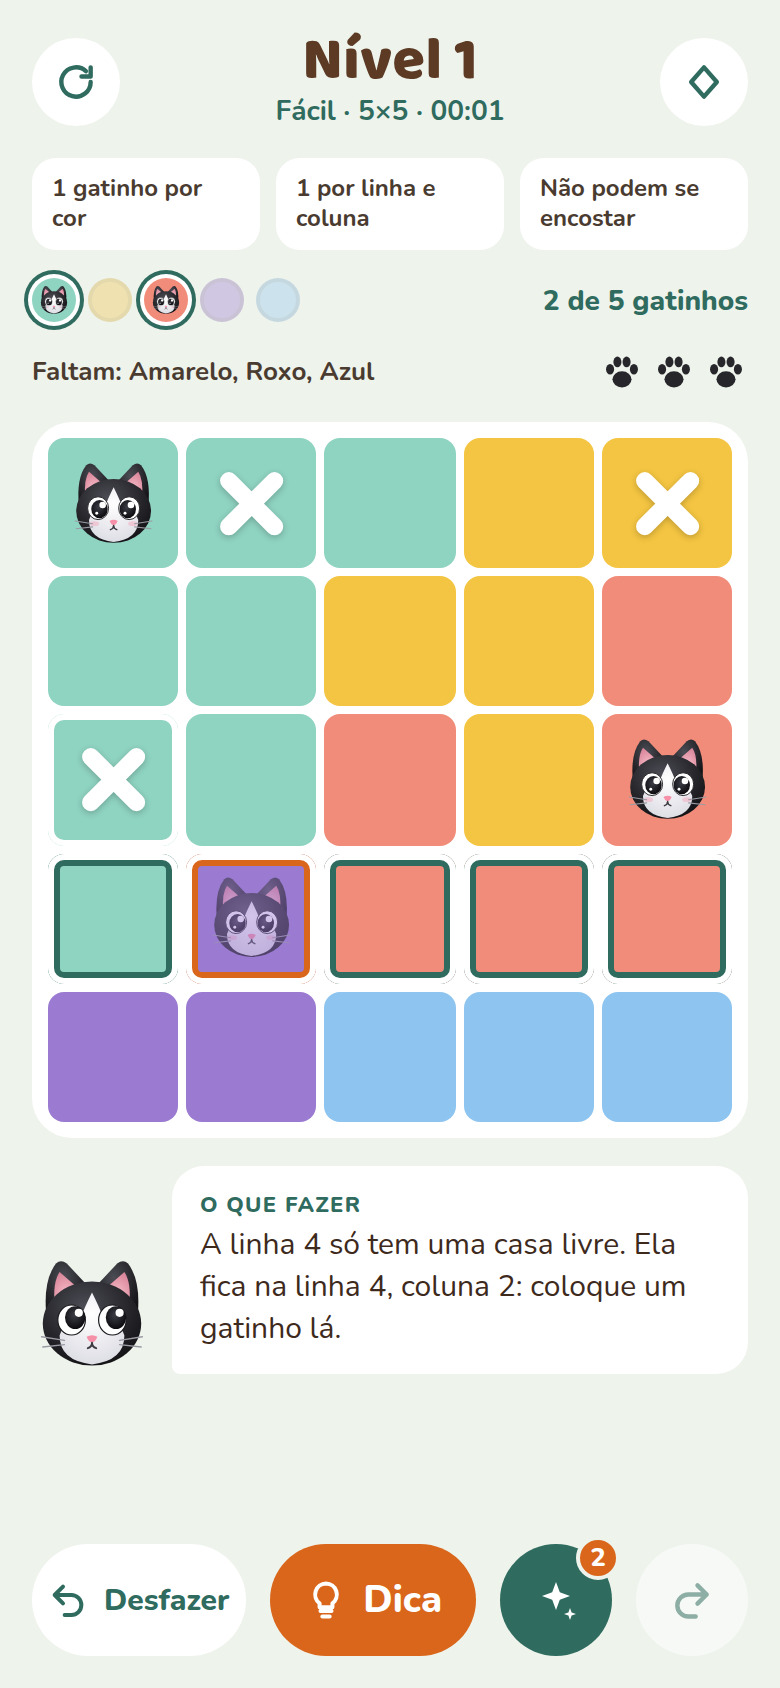 Nível 1
Fácil · 5×5 · 00:01
1 gatinho por
cor
1 por linha e
coluna
Não podem se
encostar
2 de 5 gatinhos
Faltam: Amarelo, Roxo, Azul
O QUE FAZER
A linha 4 só tem uma casa livre. Ela
fica na linha 4, coluna 2: coloque um
gatinho lá.
Desfazer
Dica
2